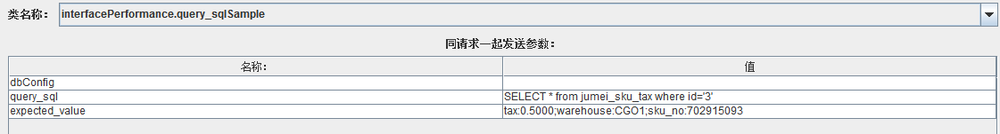 类名称： interfacePerformance.query_sqlSample
同请求一起发送参数：
名称： 值
dbConfig
query_sql SELECT * from jumei_sku_tax where id='3'
expected_value tax:0.5000;warehouse:CGO1;sku_no:702915093